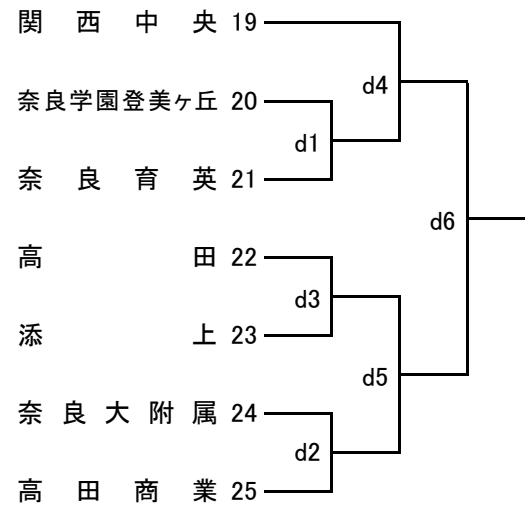 関西中央 19
d4
奈良学園登美ヶ丘 20
d1
奈良育英 21
d6
高田 22
d3
添上 23
d5
奈良大附属 24
d2
高田商業 25